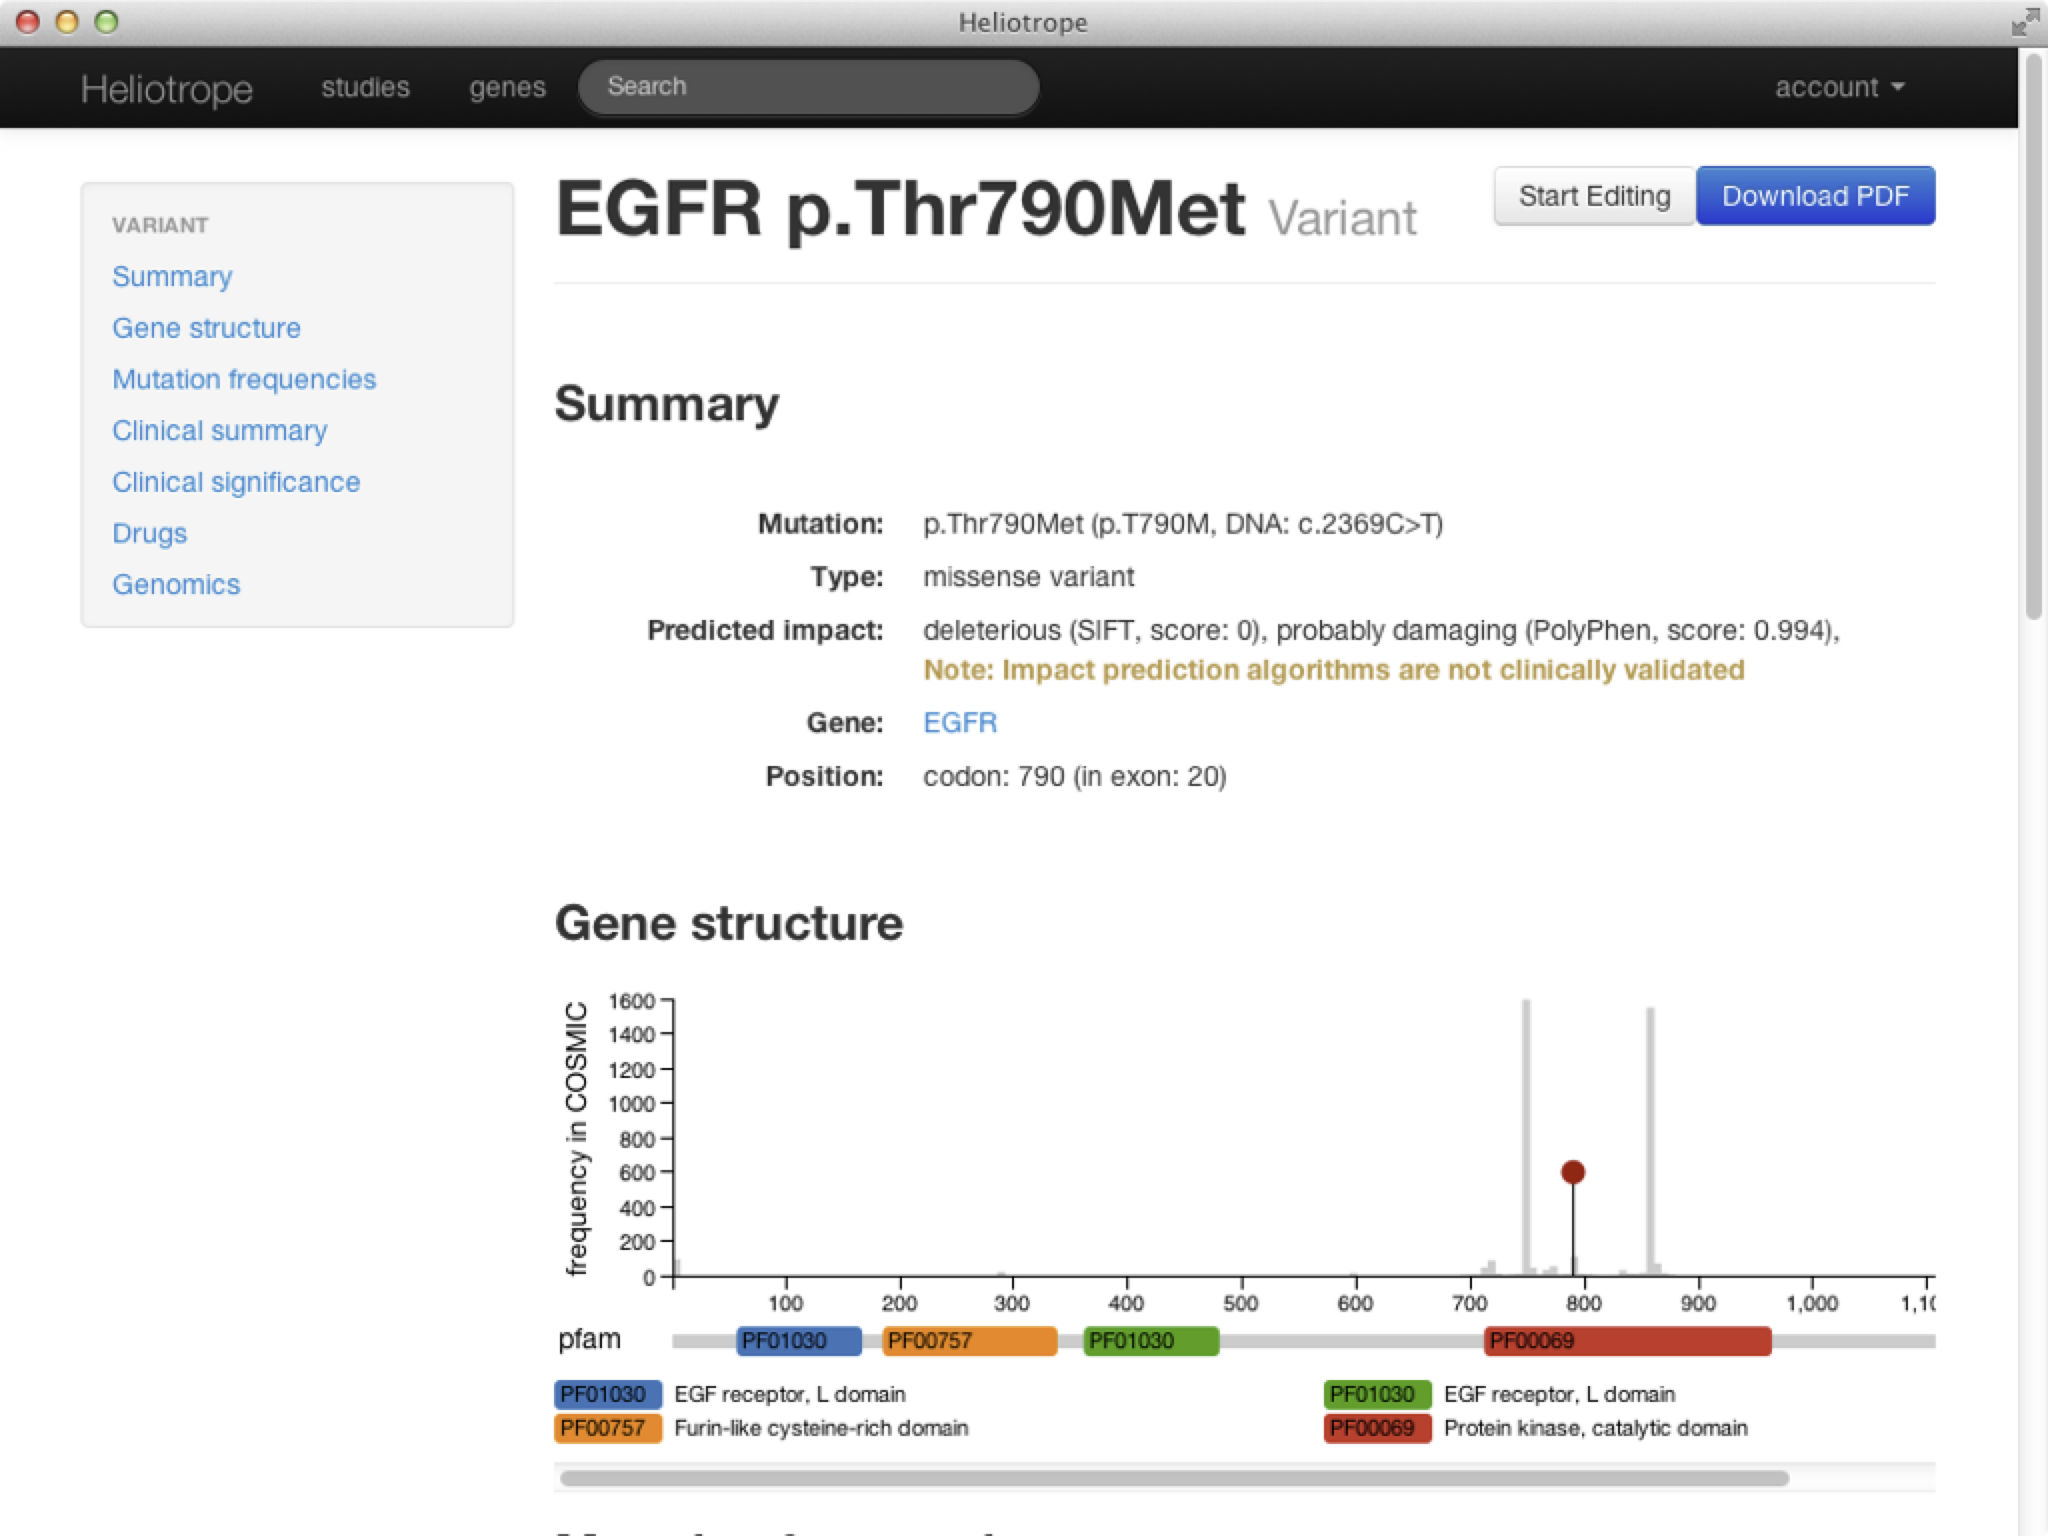 Heliotrope
Heliotrope studies genes Search account
VARIANT
Summary
Gene structure
Mutation frequencies
Clinical summary
Clinical significance
Drugs
Genomics
EGFR p.Thr790Met Variant
Start Editing
Download PDF
Summary
Mutation: p.Thr790Met (p.T790M, DNA: c.2369C>T)
Type: missense variant
Predicted impact: deleterious (SIFT, score: 0), probably damaging (PolyPhen, score: 0.994),
Note: Impact prediction algorithms are not clinically validated
Gene: EGFR
Position: codon: 790 (in exon: 20)
Gene structure
frequency in COSMIC
1600
1400
1200
1000
800
600
400
200
0
100 200 300 400 500 600 700 800 900 1,000 1,10
pfam PF01030 PF00757 PF01030 PF00069
PF01030 EGF receptor, L domain PF01030 EGF receptor, L domain
PF00757 Furin-like cysteine-rich domain PF00069 Protein kinase, catalytic domain